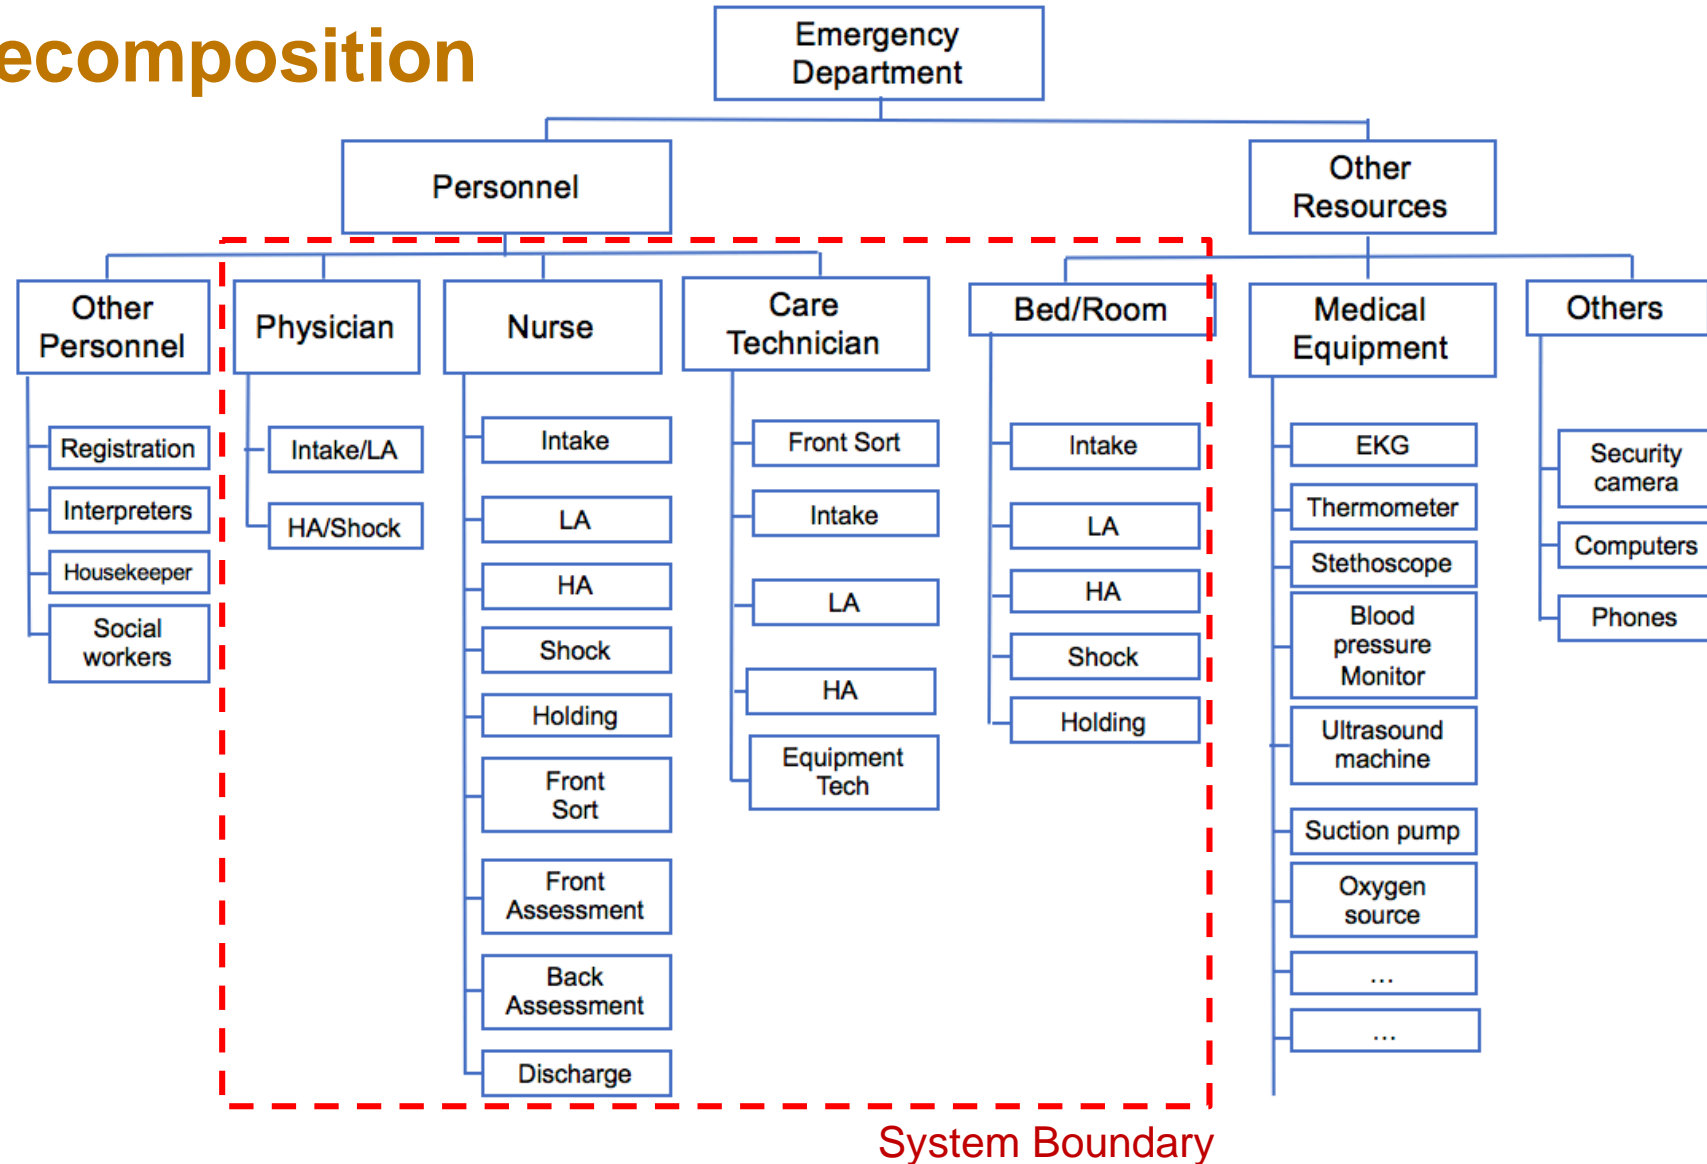 ecomposition
Emergency
Department
Personnel
Other
Resources
Other
Personnel
Physician
Nurse
Care
Technician
Bed/Room
Medical
Equipment
Others
Registration
Interpreters
Housekeeper
Social
workers
Intake/LA
HA/Shock
Intake
LA
HA
Shock
Holding
Front
Sort
Front
Assessment
Back
Assessment
Discharge
Front Sort
Intake
LA
HA
Equipment
Tech
Intake
LA
HA
Shock
Holding
EKG
Thermometer
Stethoscope
Blood
pressure
Monitor
Ultrasound
machine
Suction pump
Oxygen
source
...
...
Security
camera
Computers
Phones
System Boundary